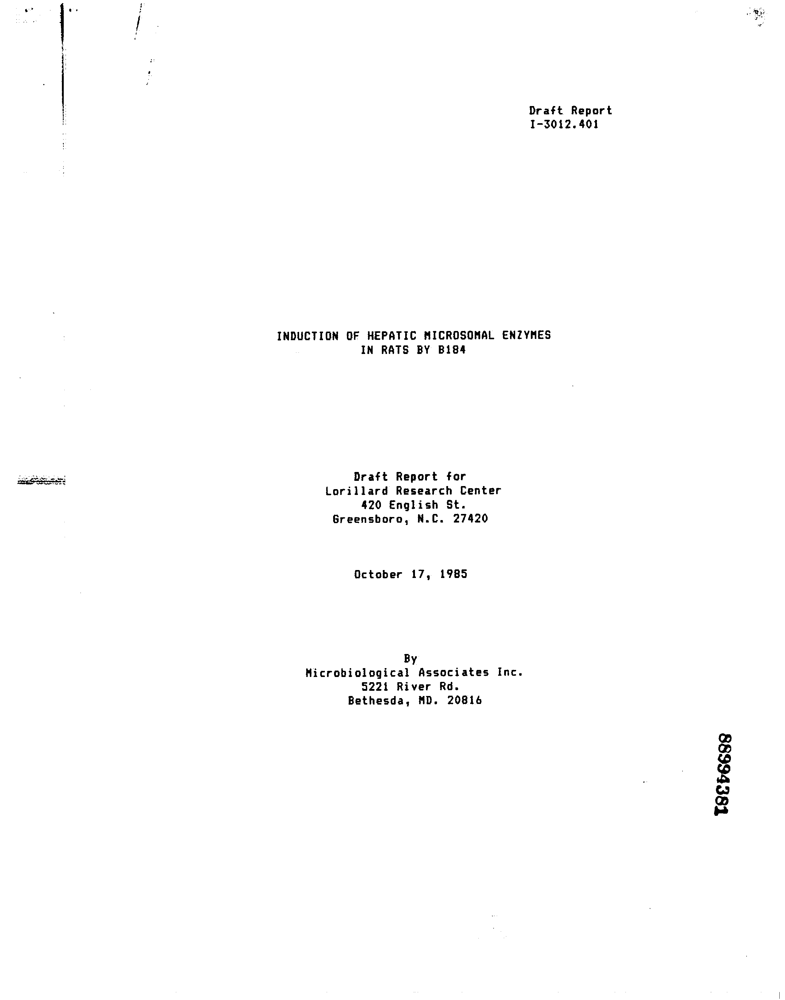 Draft Report
I-3012.401
INDUCTION OF HEPATIC MICROSOMAL ENZYMES
IN RATS BY B184
Draft Report for
Lorillard Research Center
420 English St.
Greensboro, N.C. 27420
October 17, 1985
By
Microbiological Associates Inc.
5221 River Rd.
Bethesda, MD. 20816
88994381